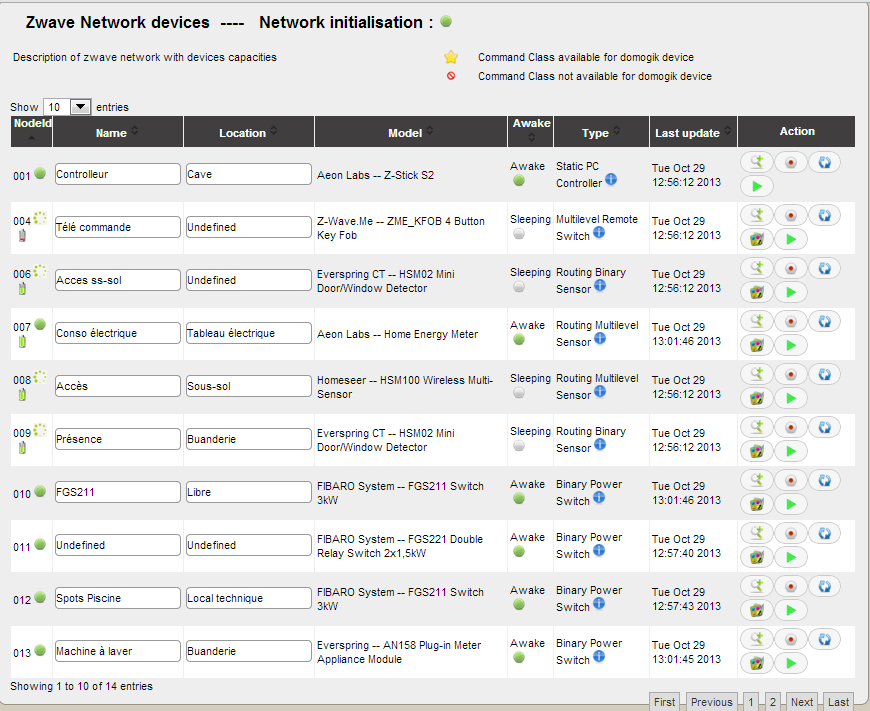 Zwave Network devices ---- Network initialisation :
Description of zwave network with devices capacities
Command Class available for domogik device
Command Class not available for domogik device
Show 10 entries
NodeId Name Location Model Awake Type Last update Action
001 Controlleur Cave Aeon Labs -- Z-Stick S2 Awake Static PC Tue Oct 29
Controller 12:56:12 2013
004 Télé commande Undefined Z-Wave.Me -- ZME_KFOB 4 Button Sleeping Multilevel Remote Tue Oct 29
Key Fob Switch 12:56:12 2013
006 Acces ss-sol Undefined Everspring CT -- HSM02 Mini Sleeping Routing Binary Tue Oct 29
Door/Window Detector Sensor 12:56:12 2013
007 Conso électrique Tableau électrique Aeon Labs -- Home Energy Meter Awake Routing Multilevel Tue Oct 29
Sensor 13:01:46 2013
008 Accès Sous-sol Homeseer -- HSM100 Wireless Multi- Sleeping Routing Multilevel Tue Oct 29
Sensor Sensor 12:56:12 2013
009 Présence Buanderie Everspring CT -- HSM02 Mini Sleeping Routing Binary Tue Oct 29
Door/Window Detector Sensor 12:56:12 2013
010 FGS211 Libre FIBARO System -- FGS211 Switch Awake Binary Power Tue Oct 29
3kW Switch 13:01:46 2013
011 Undefined Undefined FIBARO System -- FGS221 Double Awake Binary Power Tue Oct 29
Relay Switch 2x1,5kW Switch 12:57:40 2013
012 Spots Piscine Local technique FIBARO System -- FGS211 Switch Awake Binary Power Tue Oct 29
3kW Switch 12:57:43 2013
013 Machine à laver Buanderie Everspring -- AN158 Plug-in Meter Awake Binary Power Tue Oct 29
Appliance Module Switch 13:01:45 2013
Showing 1 to 10 of 14 entries
First Previous 1 2 Next Last